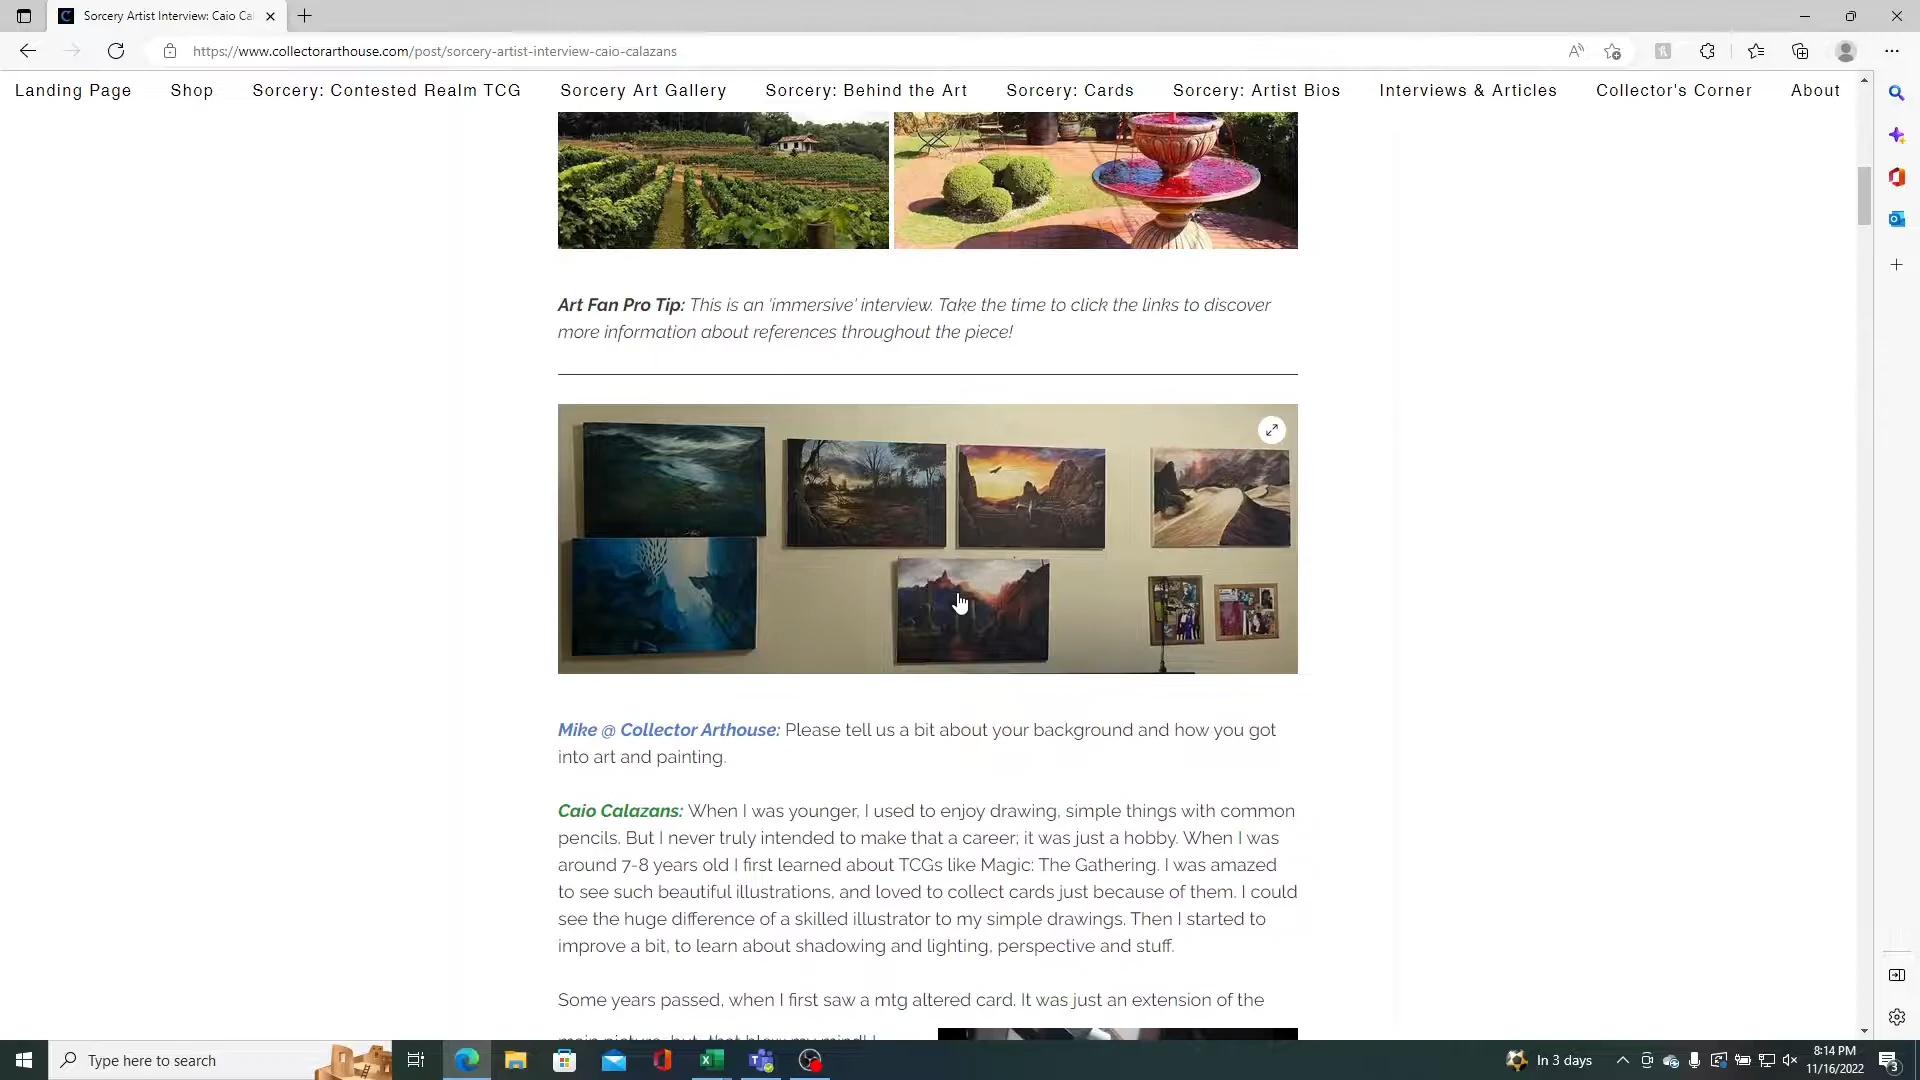 Sorcery Artist Interview: Caio Ca
https://www.collectorarthouse.com/post/sorcery-artist-interview-caio-calazans
Landing Page Shop Sorcery: Contested Realm TCG Sorcery Art Gallery Sorcery: Behind the Art Sorcery: Cards Sorcery: Artist Bios Interviews & Articles Collector's Corner About
Art Fan Pro Tip: This is an 'immersive' interview. Take the time to click the links to discover
more information about references throughout the piece!
Mike @ Collector Arthouse: Please tell us a bit about your background and how you got
into art and painting.
Caio Calazans: When I was younger, I used to enjoy drawing, simple things with common
pencils. But I never truly intended to make that a career; it was just a hobby. When I was
around 7-8 years old I first learned about TCGs like Magic: The Gathering. I was amazed
to see such beautiful illustrations, and loved to collect cards just because of them. I could
see the huge difference of a skilled illustrator to my simple drawings. Then I started to
improve a bit, to learn about shadowing and lighting, perspective and stuff.
Some years passed, when I first saw a mtg altered card. It was just an extension of the
Type here to search
In 3 days
8:14 PM
11/16/2022
3